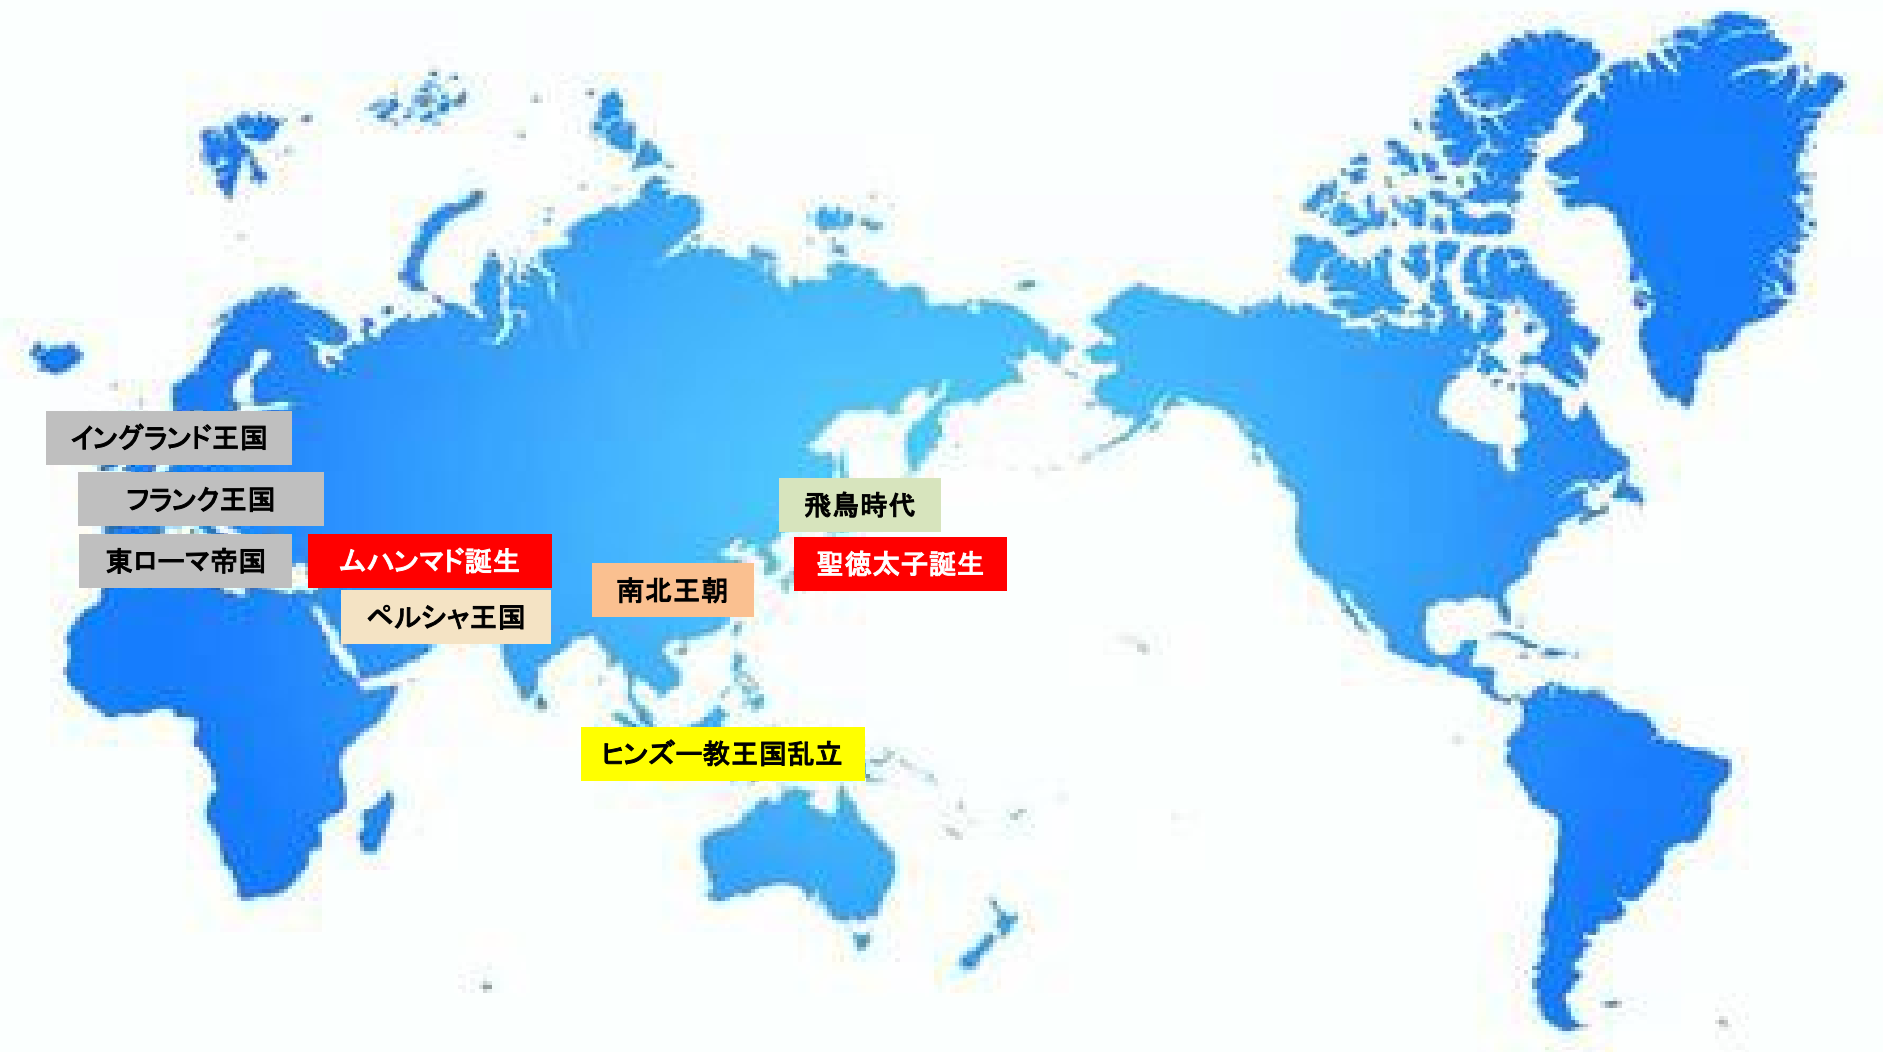 イングランド王国
フランク王国
飛鳥時代
東ローマ帝国
ムハンマド誕生
聖徳太子誕生
南北王朝
ペルシャ王国
ヒンズー教王国乱立